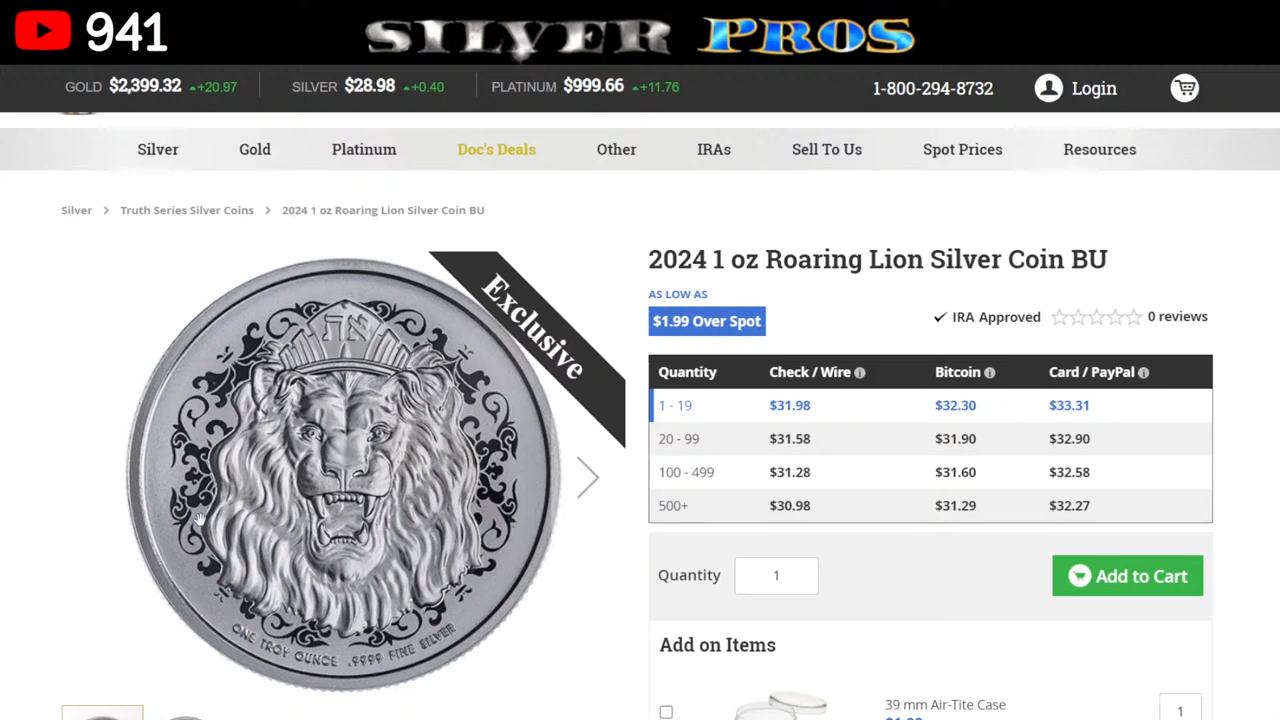 941
SILVER PROS
GOLD $2,399.32 +20.97 SILVER $28.98 +0.40 PLATINUM $999.66 +11.76 1-800-294-8732 Login
Silver Gold Platinum Doc's Deals Other IRAs Sell To Us Spot Prices Resources
Silver > Truth Series Silver Coins > 2024 1 oz Roaring Lion Silver Coin BU
Exclusive
ONE TROY OUNCE .9999 FINE SILVER
2024 1 oz Roaring Lion Silver Coin BU
AS LOW AS
$1.99 Over Spot
IRA Approved 0 reviews
Quantity Check / Wire Bitcoin Card / PayPal
1 - 19 $31.98 $32.30 $33.31
20 - 99 $31.58 $31.90 $32.90
100 - 499 $31.28 $31.60 $32.58
500+ $30.98 $31.29 $32.27
Quantity 1 Add to Cart
Add on Items
39 mm Air-Tite Case
1